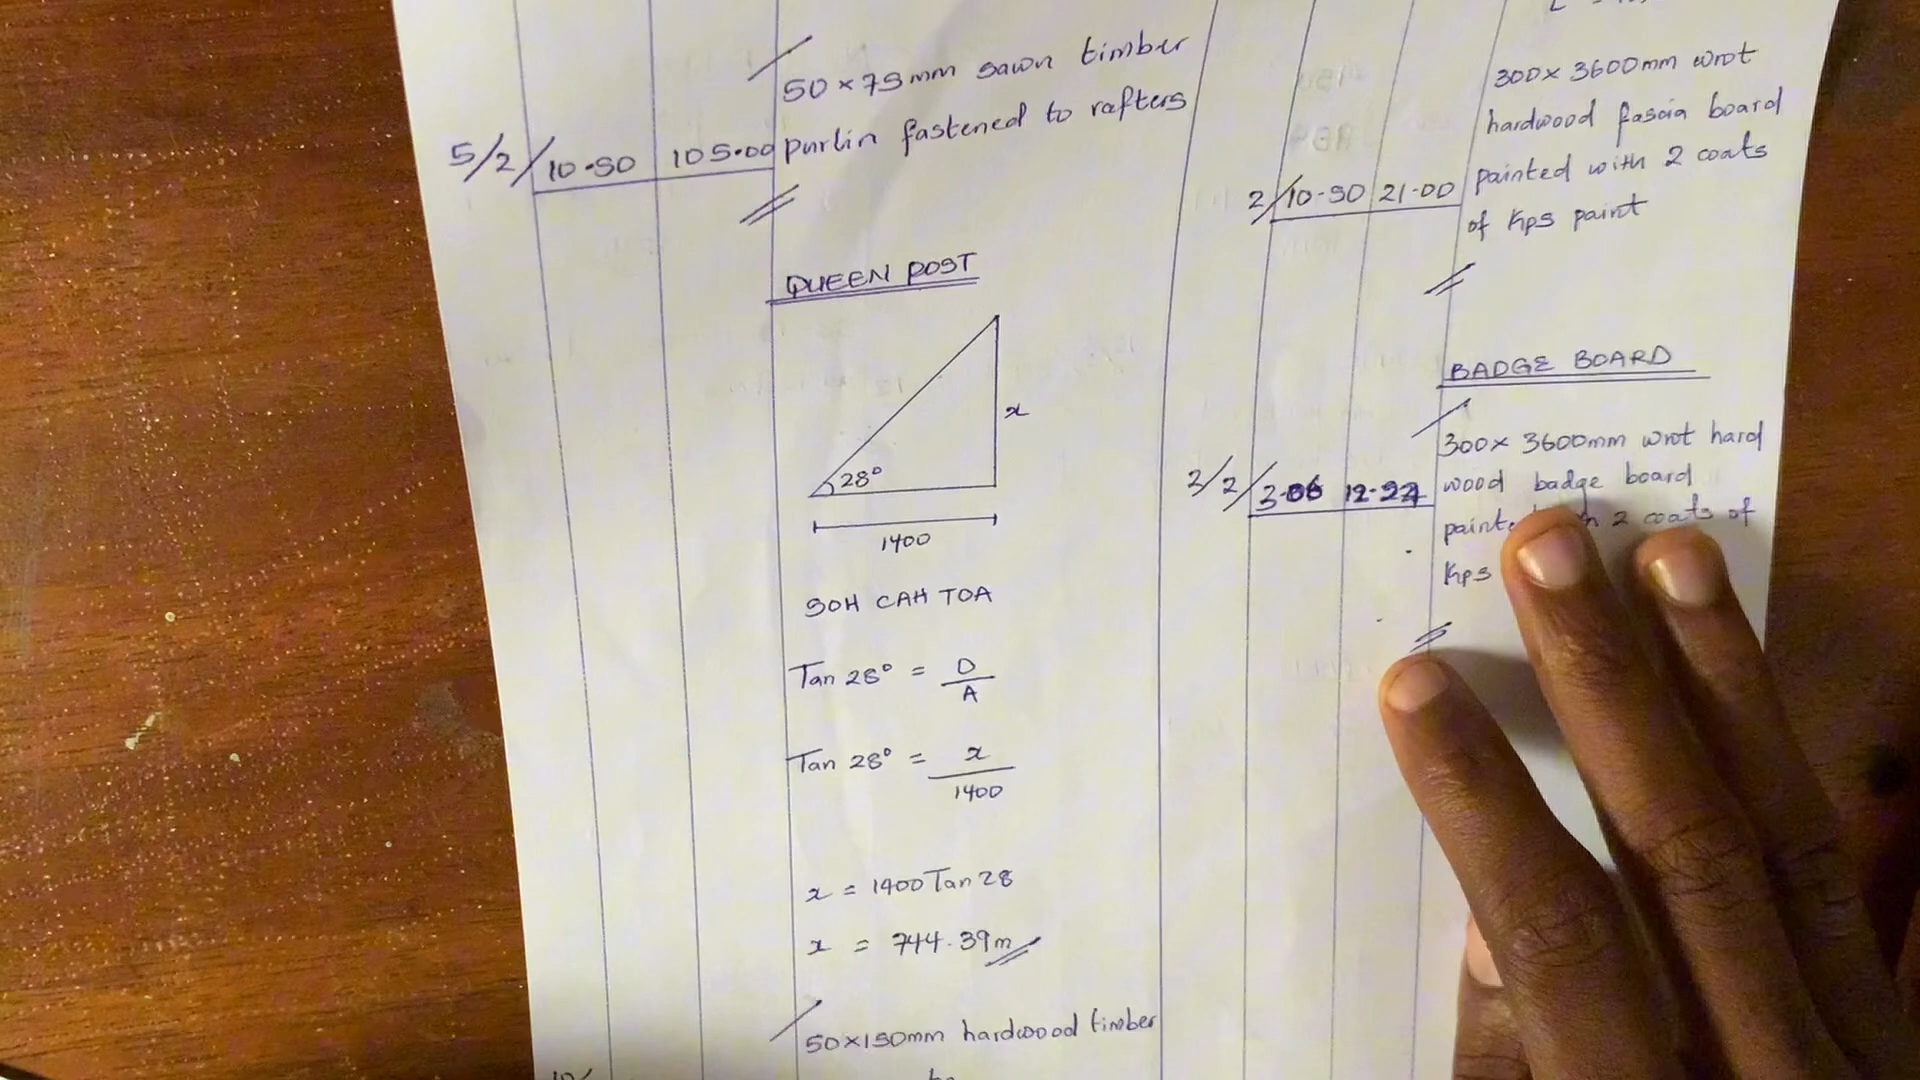 50 x 75mm sawn timber
5/2/ 10.50 105.00 purlin fastened to rafters
QUEEN POST
x
28°
1400
SOH CAH TOA
Tan 28° = O
A
Tan 28° = x
1400
x = 1400 Tan 28
x = 744.39m
50x150mm hardwood timber
300x 3600mm wrot
hardwood fascia board
painted with 2 coats
2/ 10.50 21.00
of Kps paint
BADGE BOARD
300x 3600mm wrot hard
2/2/ 3.06 wood badge board
2 coats of
Kps